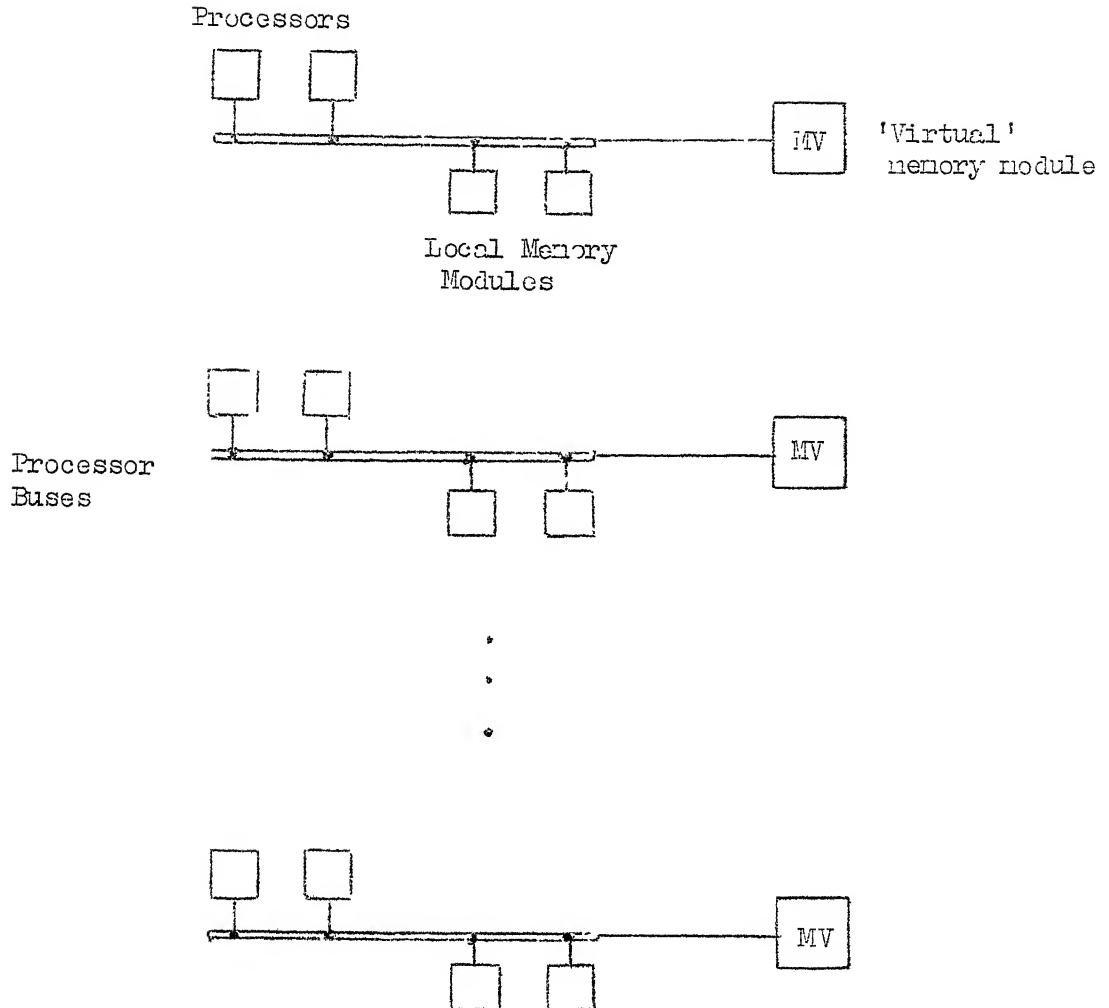 Processors
MV
'Virtual'
memory module
Local Memory
Modules
Processor
Buses
MV
MV